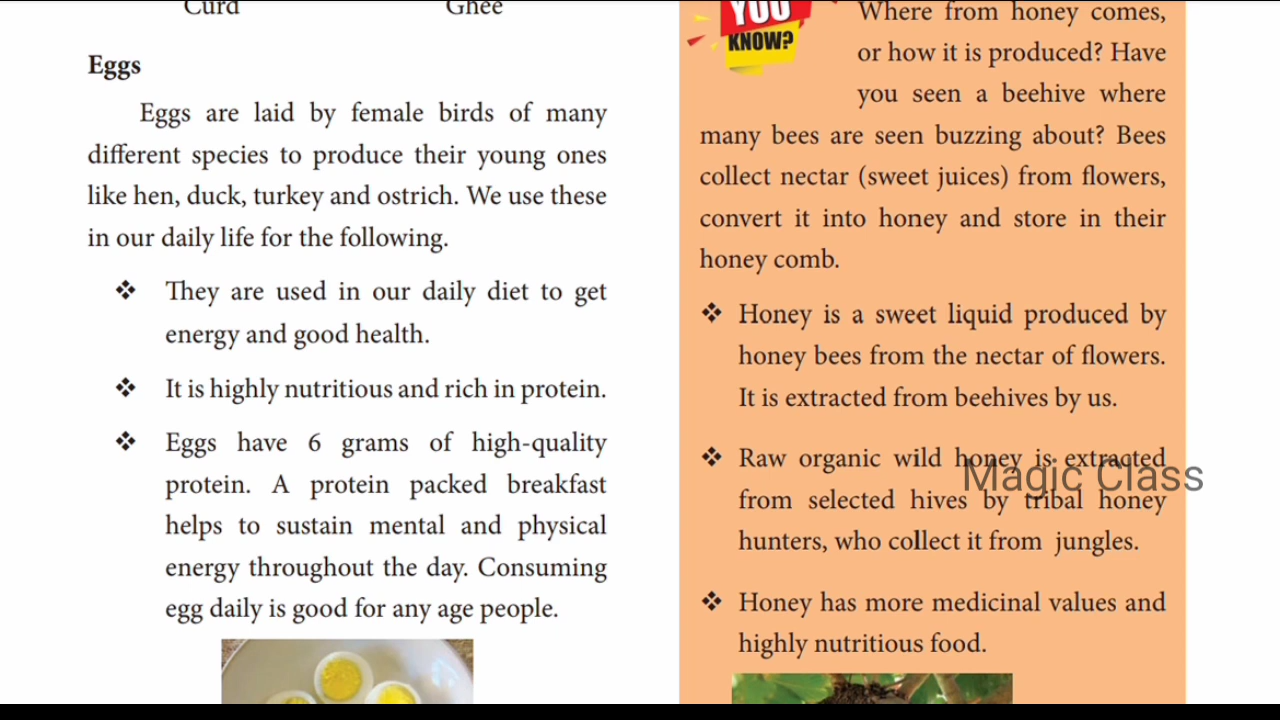 Curd Ghee
Eggs
Eggs are laid by female birds of many
different species to produce their young ones
like hen, duck, turkey and ostrich. We use these
in our daily life for the following.
❖ They are used in our daily diet to get
energy and good health.
❖ It is highly nutritious and rich in protein.
❖ Eggs have 6 grams of high-quality
protein. A protein packed breakfast
helps to sustain mental and physical
energy throughout the day. Consuming
egg daily is good for any age people.
YOU
KNOW?
Where from honey comes,
or how it is produced? Have
you seen a beehive where
many bees are seen buzzing about? Bees
collect nectar (sweet juices) from flowers,
convert it into honey and store in their
honey comb.
❖ Honey is a sweet liquid produced by
honey bees from the nectar of flowers.
It is extracted from beehives by us.
❖ Raw organic wild honey is extracted
from selected hives by tribal honey
hunters, who collect it from jungles.
❖ Honey has more medicinal values and
highly nutritious food.
Magic Class